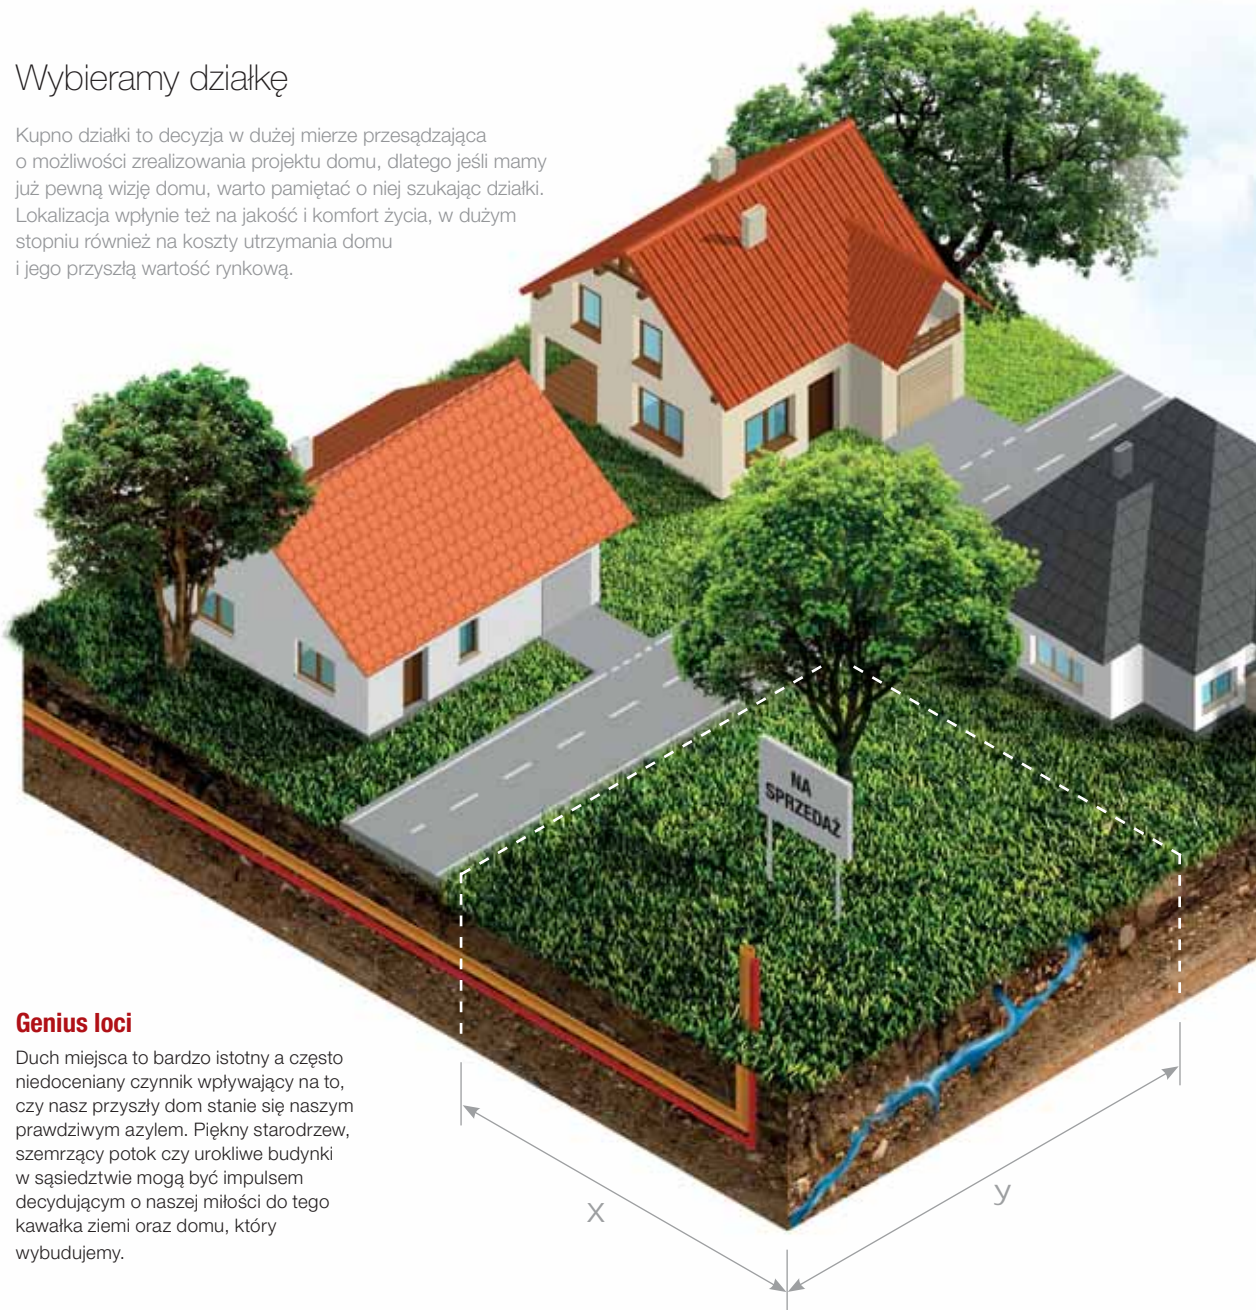 Wybieramy działkę
Kupno działki to decyzja w dużej mierze przesądzająca
o możliwości zrealizowania projektu domu, dlatego jeśli mamy
już pewną wizję domu, warto pamiętać o niej szukając działki.
Lokalizacja wpłynie też na jakość i komfort życia, w dużym
stopniu również na koszty utrzymania domu
i jego przyszłą wartość rynkową.
NA
SPRZEDAŻ
Genius loci
Duch miejsca to bardzo istotny a często
niedoceniany czynnik wpływający na to,
czy nasz przyszły dom stanie się naszym
prawdziwym azylem. Piękny starodrzew,
szemrzący potok czy urokliwe budynki
w sąsiedztwie mogą być impulsem
decydującym o naszej miłości do tego
kawałka ziemi oraz domu, który
wybudujemy.
X
y